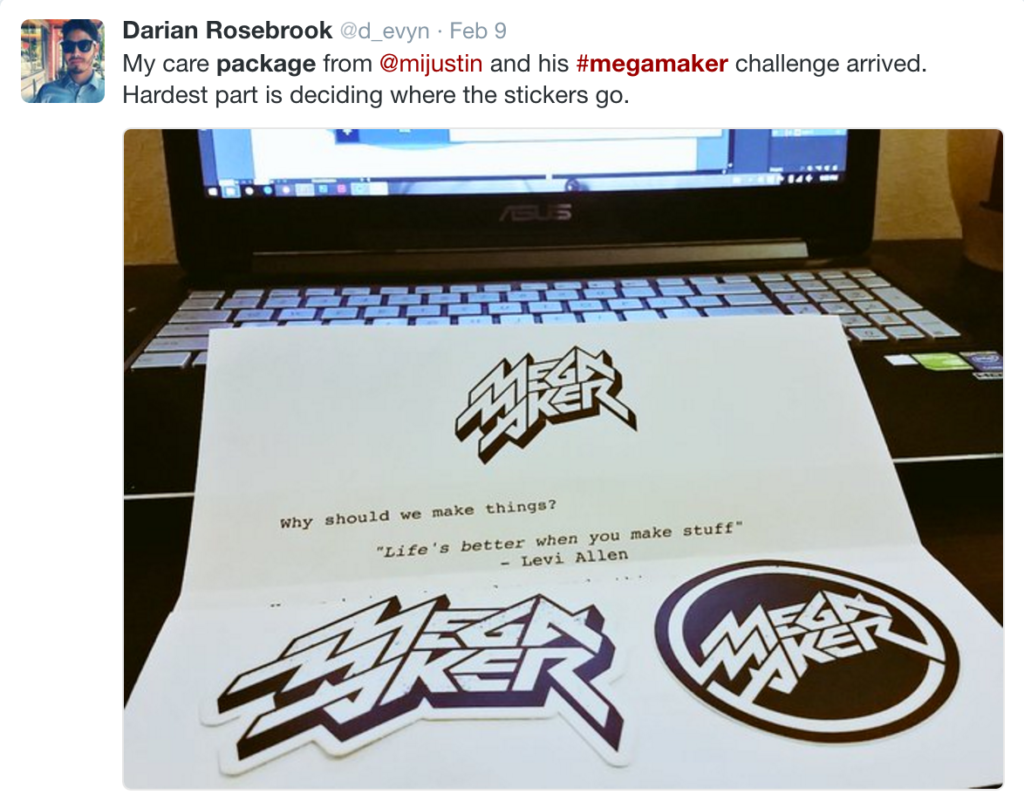 Darian Rosebrook @d_evyn · Feb 9
My care package from @mijustin and his #megamaker challenge arrived.
Hardest part is deciding where the stickers go.
ASUS
MEGA
MAKER
Why should we make things?
"Life's better when you make stuff"
- Levi Allen
MEGA
MAKER
MEGA
MAKER